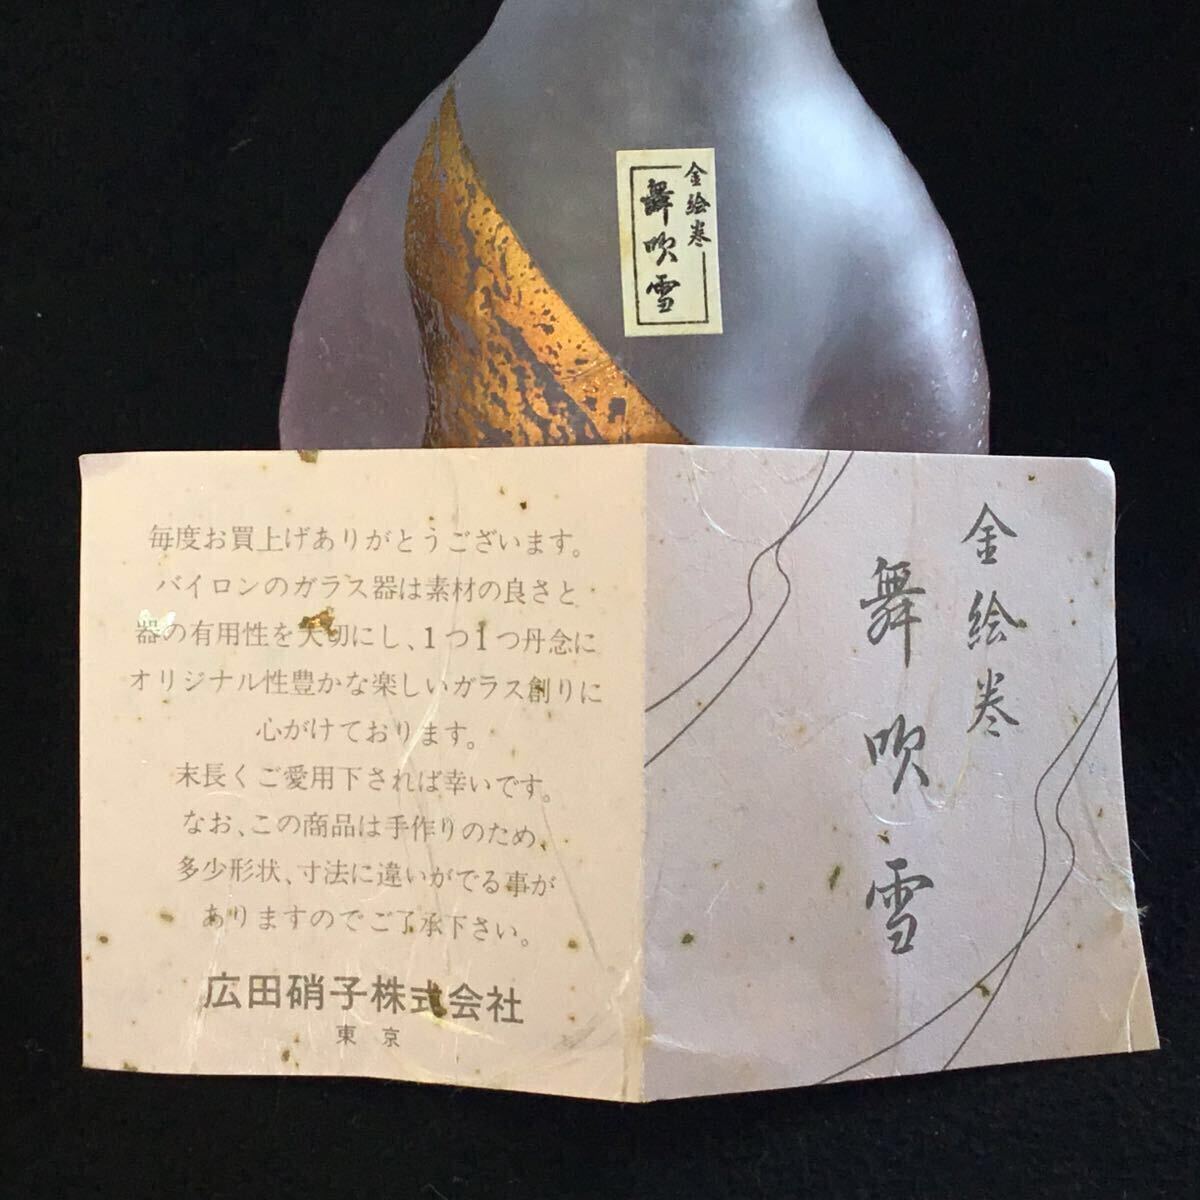 金絵巻
舞吹雪
毎度お買上げありがとうございます。
バイロンのガラス器は素材の良さと
器の有用性を大切にし、1つ1つ丹念に
オリジナル性豊かな楽しいガラス創りに
心がけております。
末長くご愛用下されば幸いです。
なお、この商品は手作りのため、
多少形状、寸法に違いがでる事が
ありますのでご了承下さい。
広田硝子株式会社
東京
金絵巻
舞吹雪